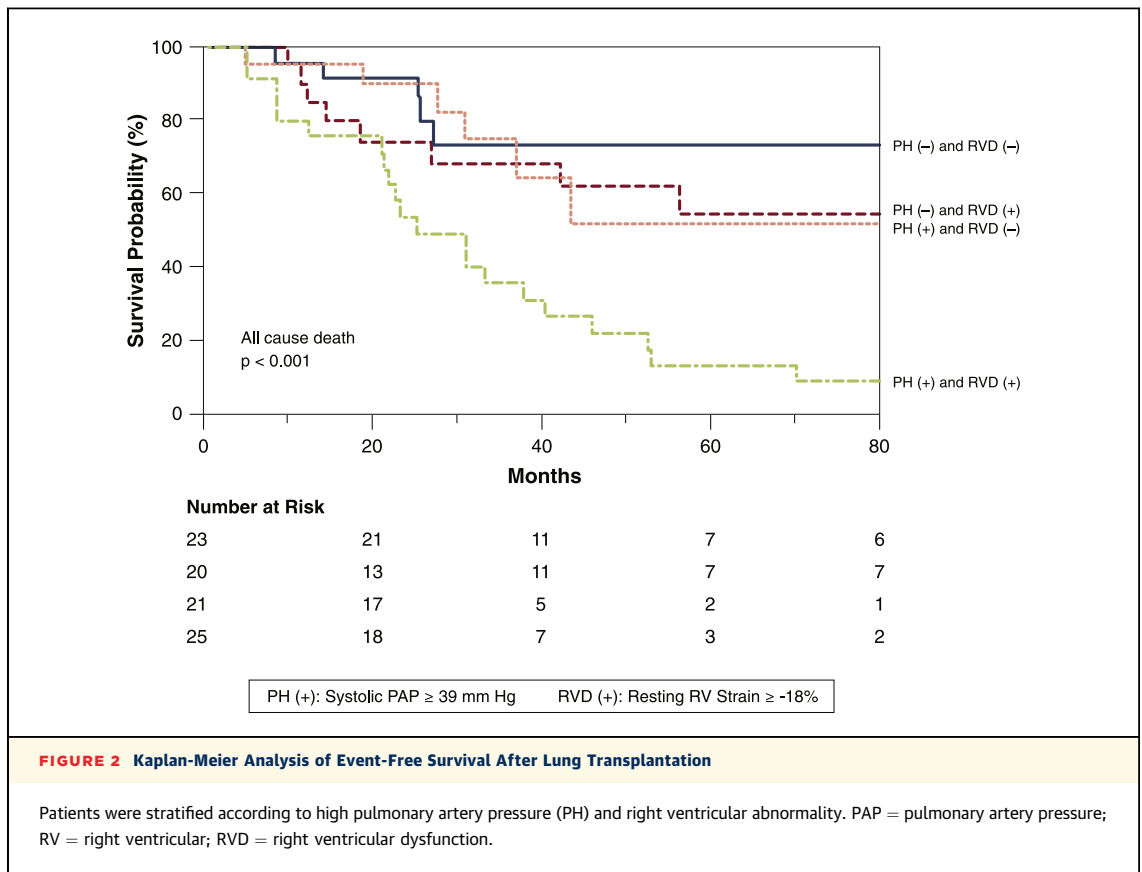 100
80
60
40
20
0
Survival Probability (%)
PH (–) and RVD (–)
PH (–) and RVD (+)
PH (+) and RVD (–)
PH (+) and RVD (+)
All cause death
p < 0.001
0 20 40 60 80
Months
Number at Risk
23 21 11 7 6
20 13 11 7 7
21 17 5 2 1
25 18 7 3 2
PH (+): Systolic PAP ≥ 39 mm Hg RVD (+): Resting RV Strain ≥ -18%
FIGURE 2 Kaplan-Meier Analysis of Event-Free Survival After Lung Transplantation
Patients were stratified according to high pulmonary artery pressure (PH) and right ventricular abnormality. PAP = pulmonary artery pressure;
RV = right ventricular; RVD = right ventricular dysfunction.